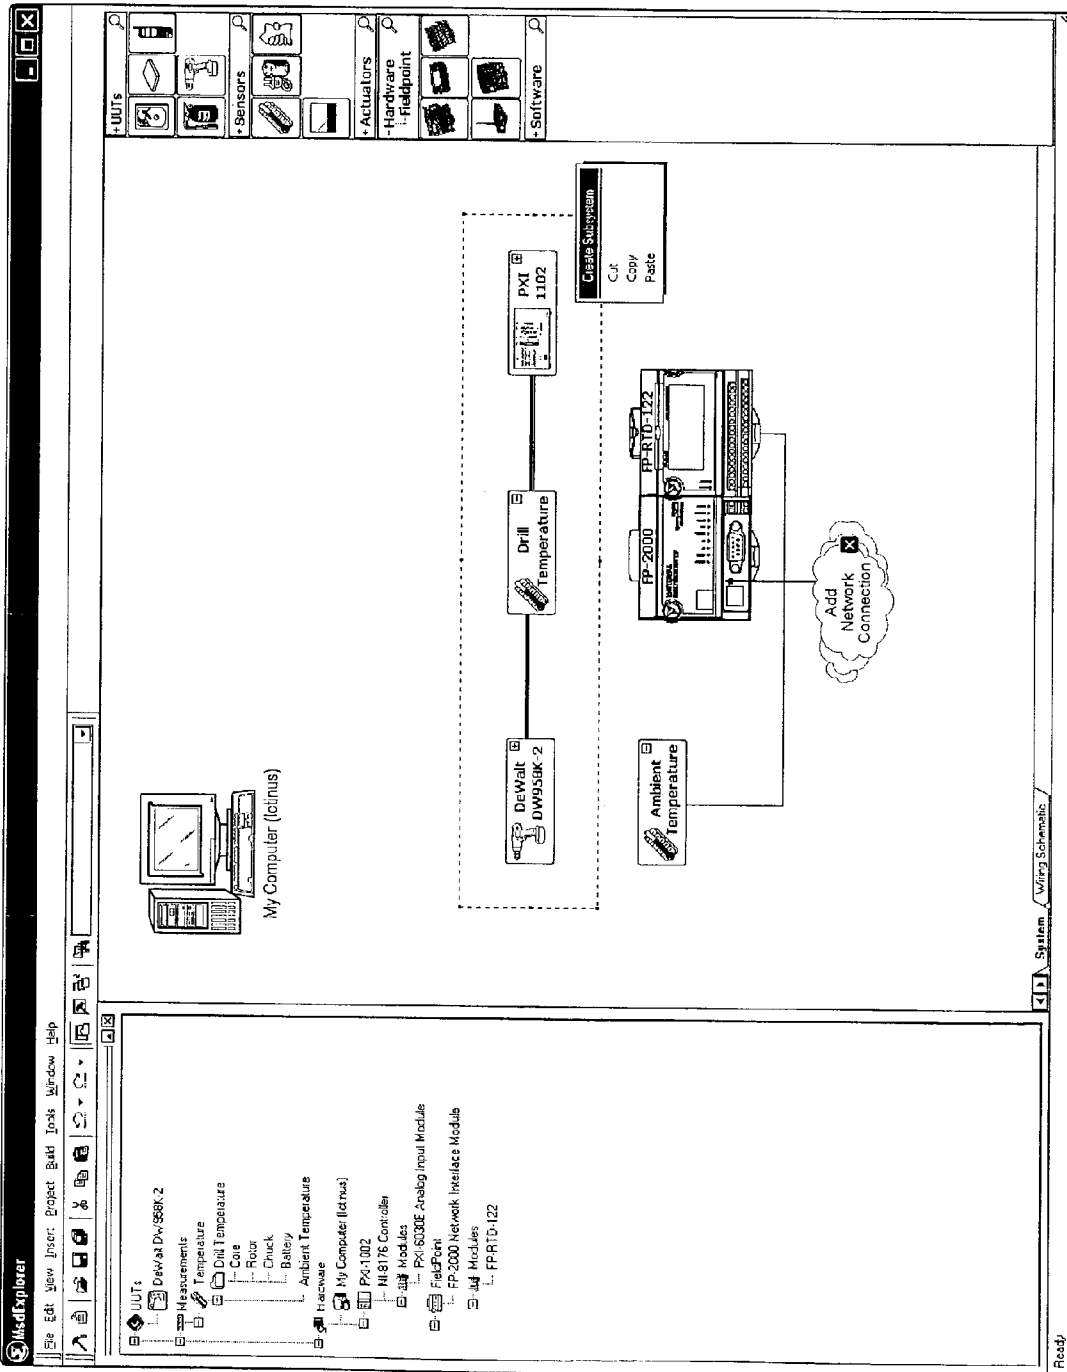 MsdExplorer
File Edit View Insert Project Build Tools Window Help
UUTs
DeWalt DW958K-2
Measurements
Temperature
Drill Temperature
Core
Rotor
Chuck
Battery
Ambient Temperature
Hardware
My Computer (Ictinus)
PXI-1002
NI-8176 Controller
Modules
PXI-6030E Analog Input Module
FieldPoint
FP-2000 Network Interface Module
Modules
FP-RTD-122
My Computer (Ictinus)
DeWalt
DW958K-2
Drill
Temperature
PXI
1102
Create Subsystem
Cut
Copy
Paste
Ambient
Temperature
FP-2000
FP-RTD-122
Add
Network
Connection
+UUTs
+Sensors
+Actuators
-Hardware
-Fieldpoint
+Software
System
Wiring Schematic
Ready